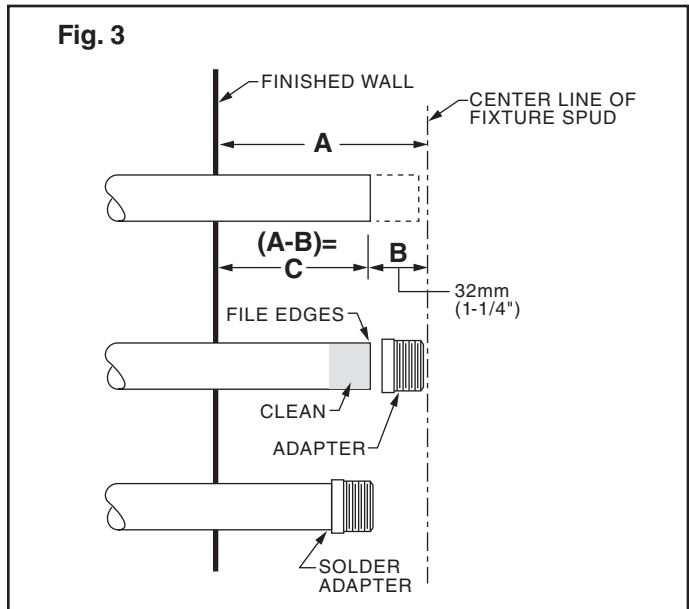 Fig. 3
FINISHED WALL
CENTER LINE OF
FIXTURE SPUD
A
(A-B)=
C
B
32mm
(1-1/4")
FILE EDGES
CLEAN
ADAPTER
SOLDER
ADAPTER